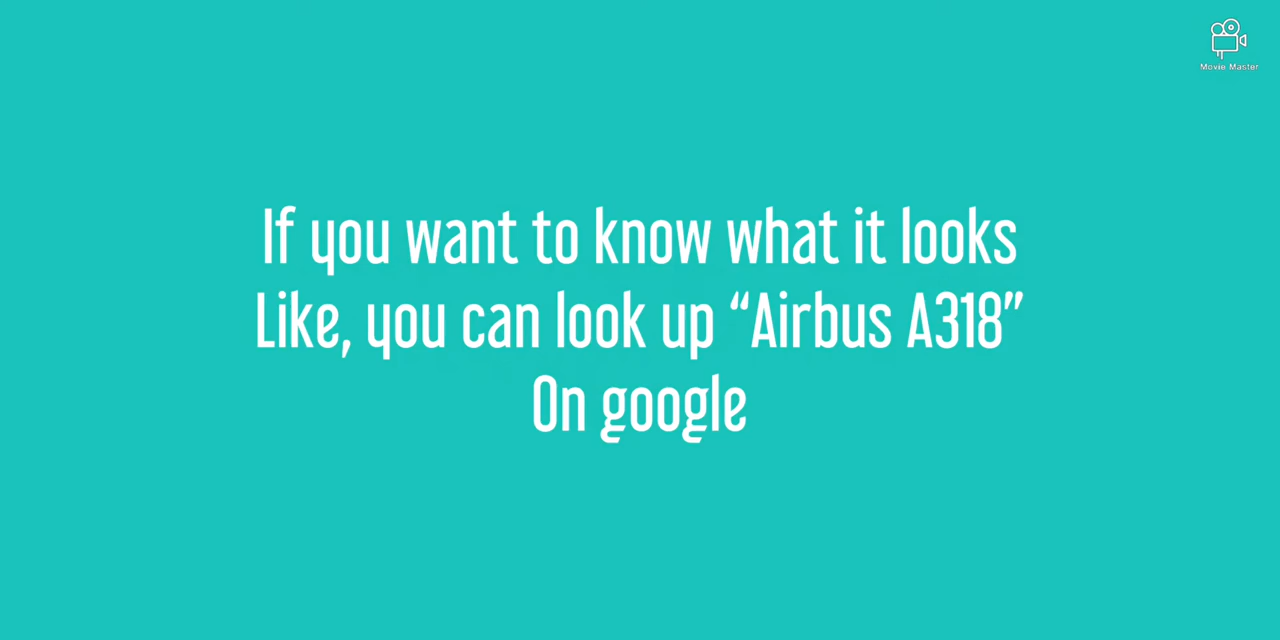 Movie Master
If you want to know what it looks
Like, you can look up “Airbus A318”
On google